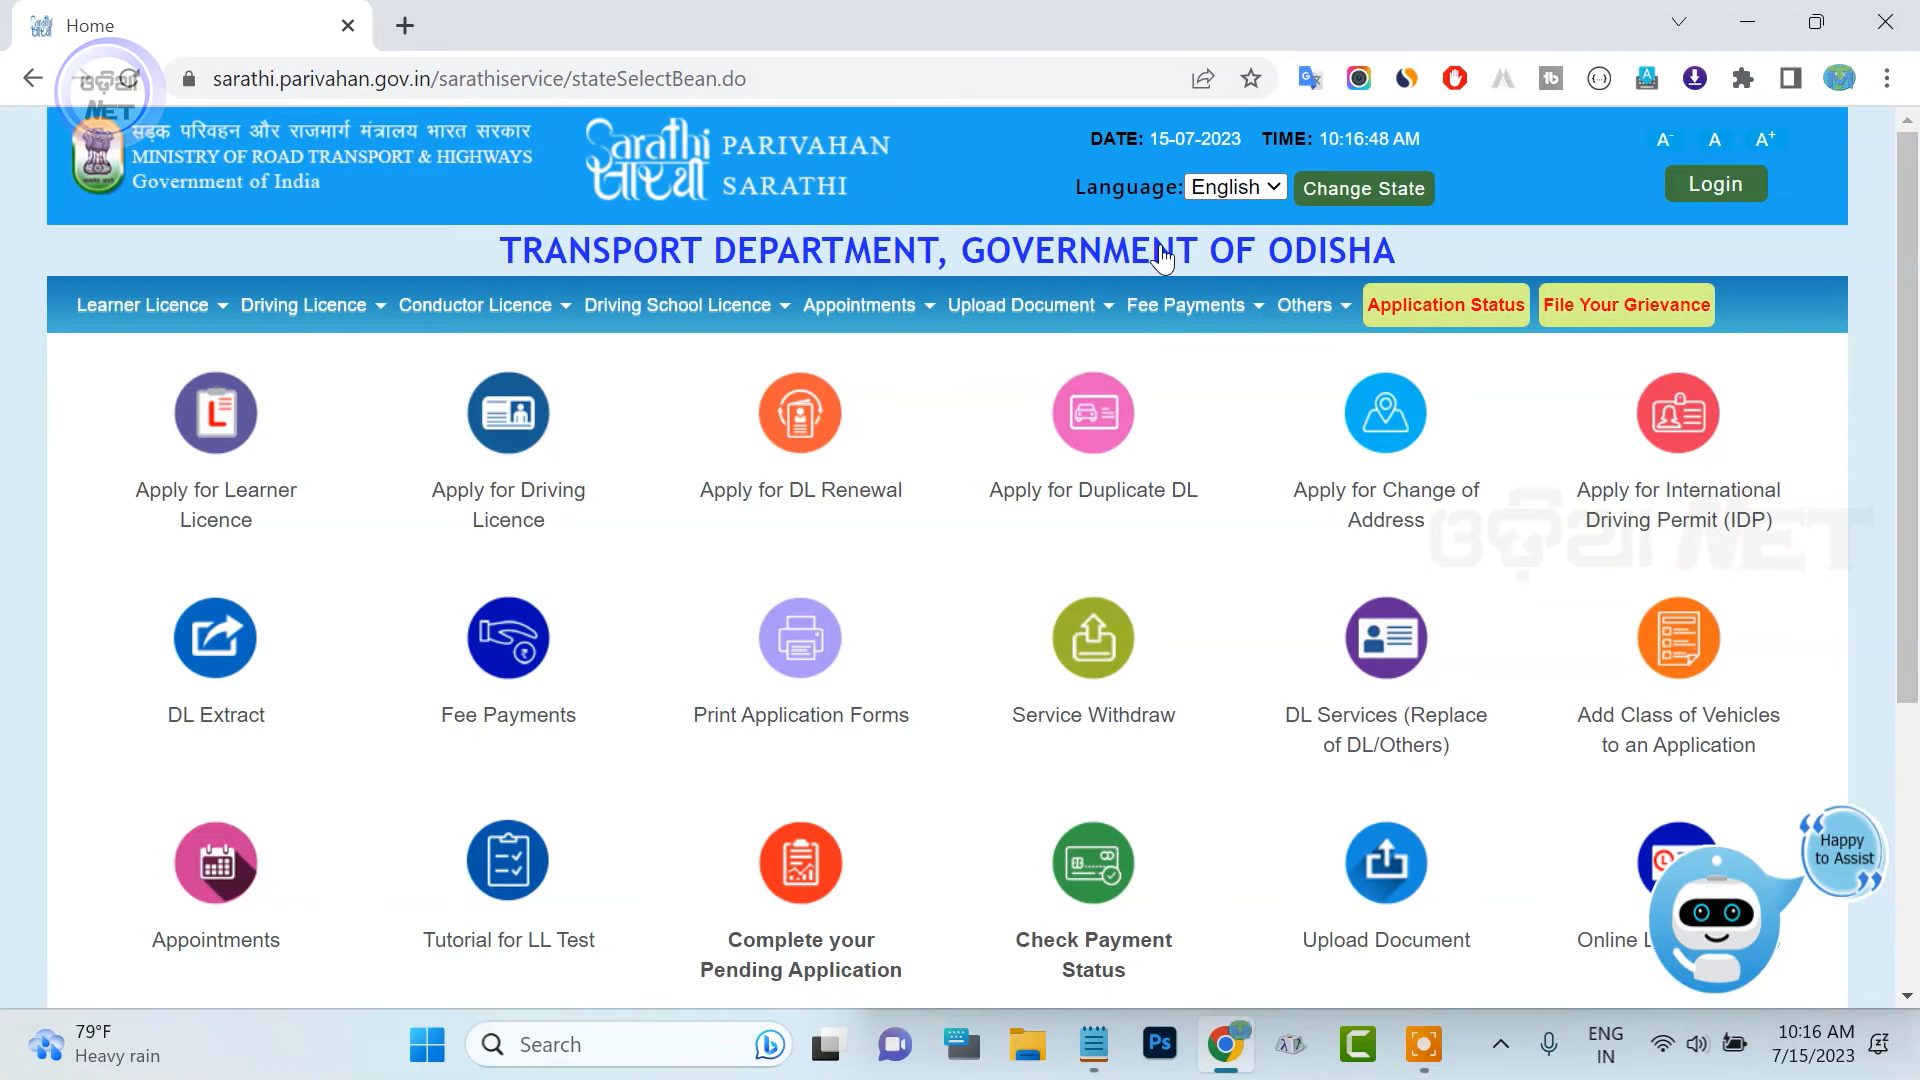 Home
sarathi.parivahan.gov.in/sarathiservice/stateSelectBean.do
ଓଡ଼ିଆ
NET
सड़क परिवहन और राजमार्ग मंत्रालय भारत सरकार
MINISTRY OF ROAD TRANSPORT & HIGHWAYS
Government of India
Sarathi
सारथी
PARIVAHAN
SARATHI
DATE: 15-07-2023 TIME: 10:16:48 AM
A- A A+
Language: English Change State
Login
TRANSPORT DEPARTMENT, GOVERNMENT OF ODISHA
Learner Licence Driving Licence Conductor Licence Driving School Licence Appointments Upload Document Fee Payments Others Application Status File Your Grievance
Apply for Learner
Licence
Apply for Driving
Licence
Apply for DL Renewal
Apply for Duplicate DL
Apply for Change of
Address
Apply for International
Driving Permit (IDP)
ଓଡ଼ିଆ NET
DL Extract
Fee Payments
Print Application Forms
Service Withdraw
DL Services (Replace
of DL/Others)
Add Class of Vehicles
to an Application
Appointments
Tutorial for LL Test
Complete your
Pending Application
Check Payment
Status
Upload Document
Online
Happy
to Assist
79°F
Heavy rain
Search
Ps
ENG
IN
10:16 AM
7/15/2023